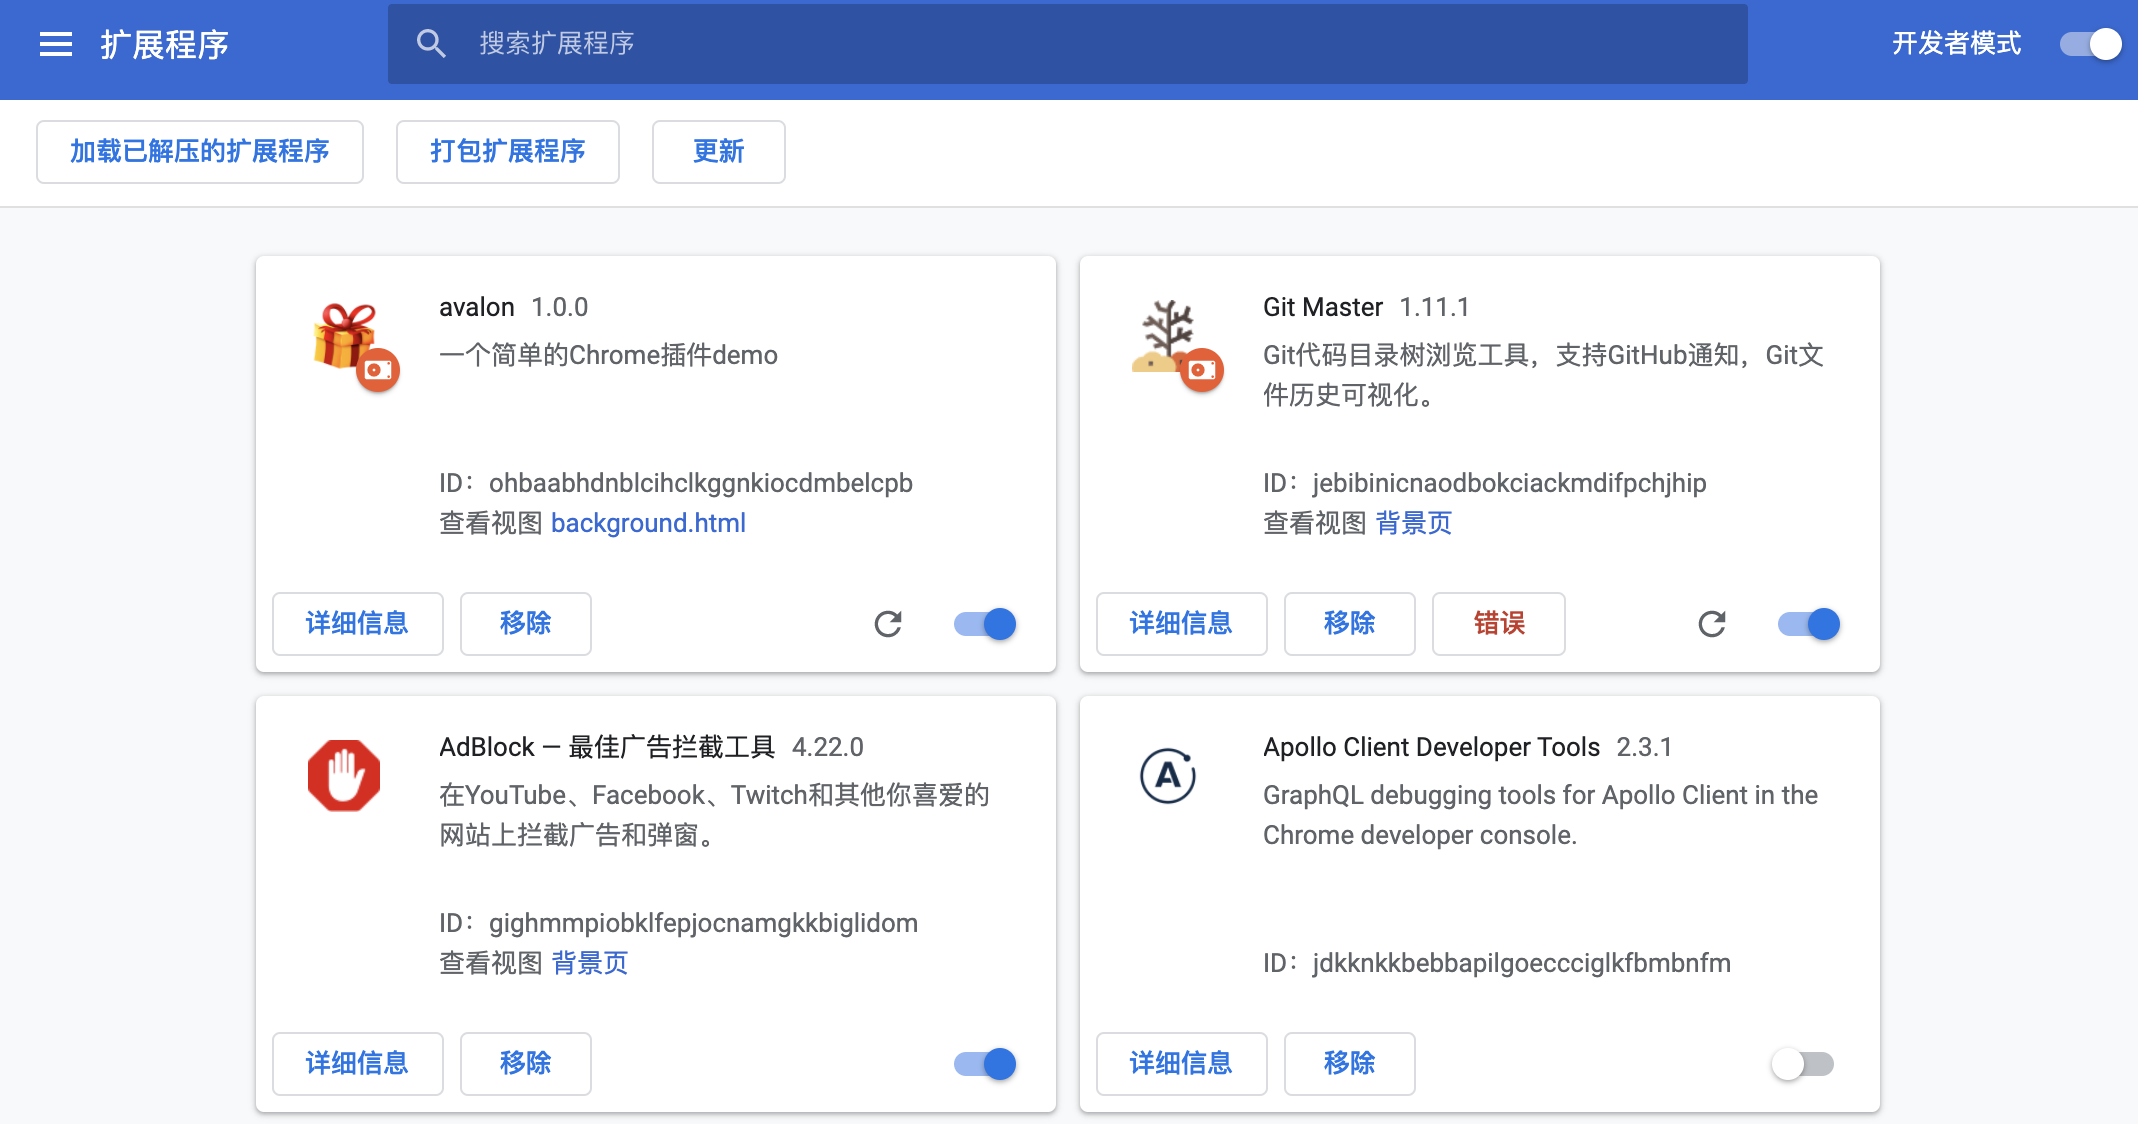 扩展程序
搜索扩展程序
开发者模式
加载已解压的扩展程序
打包扩展程序
更新
avalon 1.0.0
一个简单的Chrome插件demo
ID：ohbaabhdnblcihclkggnkiocdmbelcpb
查看视图 background.html
详细信息
移除
Git Master 1.11.1
Git代码目录树浏览工具，支持GitHub通知，Git文
件历史可视化。
ID：jebibinicnaodbokciackmdifpchjhip
查看视图 背景页
详细信息
移除
错误
AdBlock — 最佳广告拦截工具 4.22.0
在YouTube、Facebook、Twitch和其他你喜爱的
网站上拦截广告和弹窗。
ID：gighmmpiobklfepjocnamgkkbiglidom
查看视图 背景页
详细信息
移除
A
Apollo Client Developer Tools 2.3.1
GraphQL debugging tools for Apollo Client in the
Chrome developer console.
ID：jdkknkkbebbapilgoeccciglkfbmbnfm
详细信息
移除